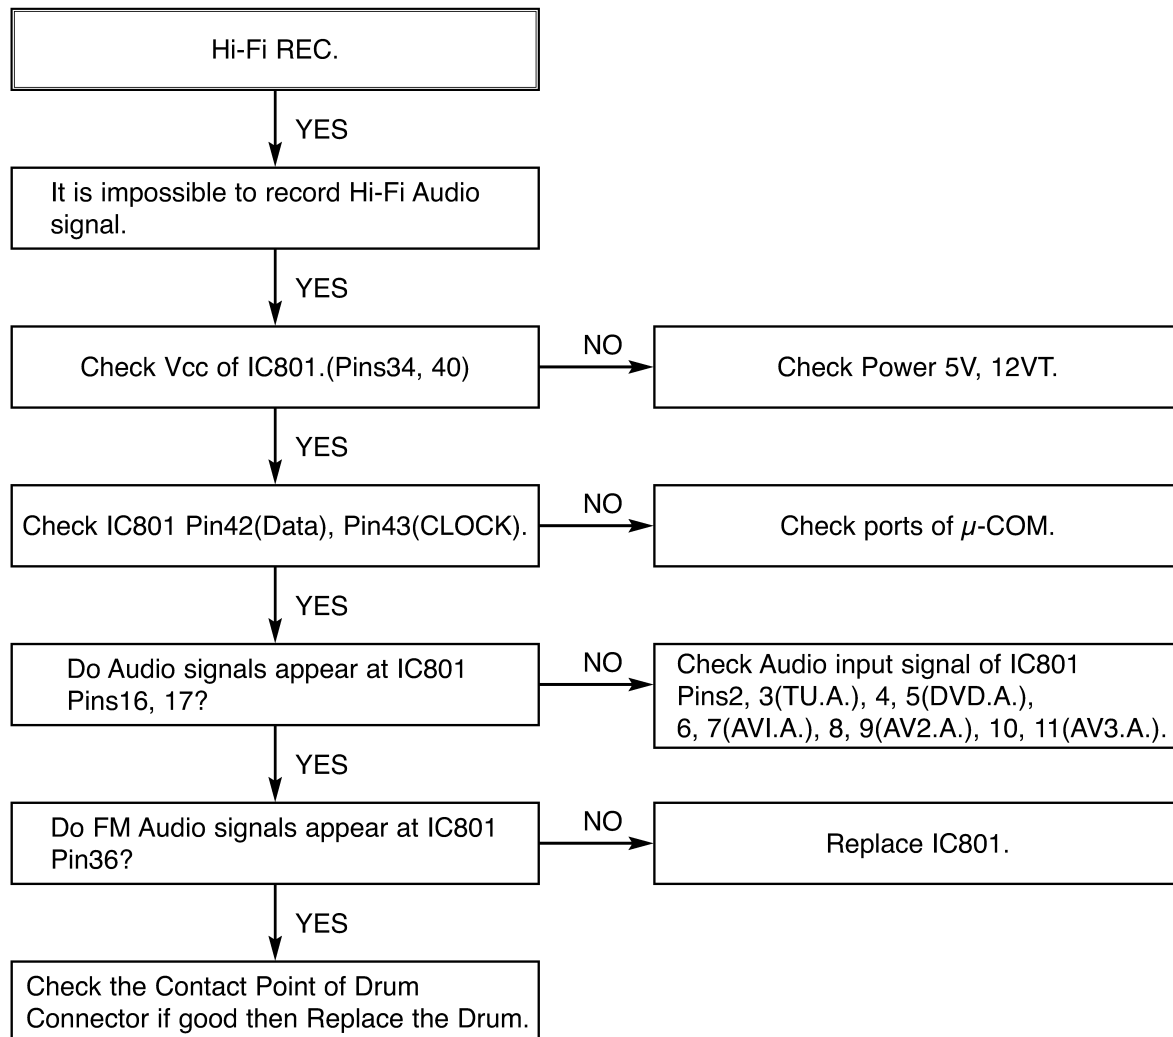 Hi-Fi REC.
YES
It is impossible to record Hi-Fi Audio
signal.
YES
Check Vcc of IC801.(Pins34, 40)
NO
Check Power 5V, 12VT.
YES
Check IC801 Pin42(Data), Pin43(CLOCK).
NO
Check ports of μ-COM.
YES
Do Audio signals appear at IC801
Pins16, 17?
NO
Check Audio input signal of IC801
Pins2, 3(TU.A.), 4, 5(DVD.A.),
6, 7(AVI.A.), 8, 9(AV2.A.), 10, 11(AV3.A.).
YES
Do FM Audio signals appear at IC801
Pin36?
NO
Replace IC801.
YES
Check the Contact Point of Drum
Connector if good then Replace the Drum.